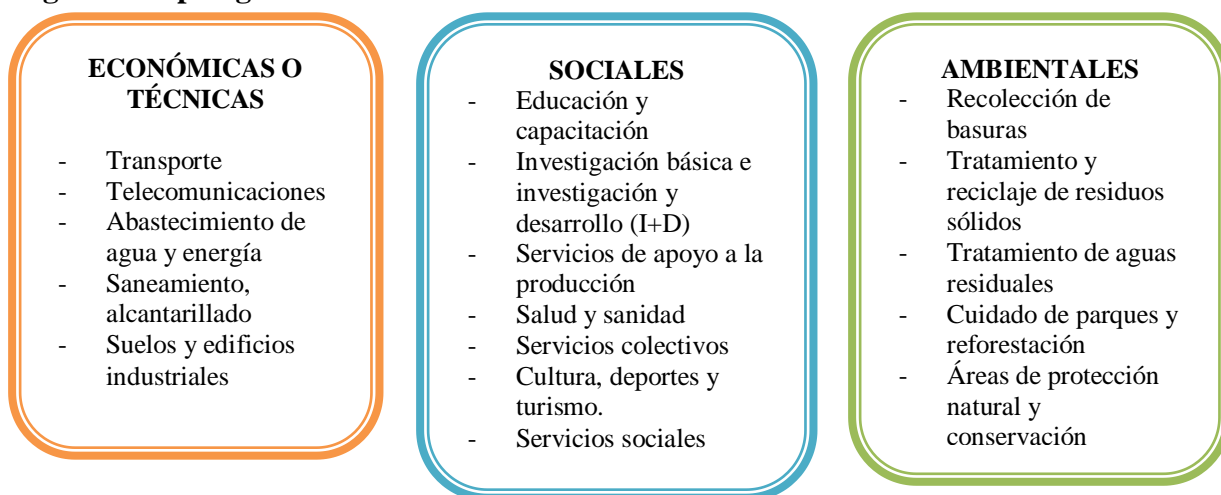 ECONÓMICAS O
TÉCNICAS
- Transporte
- Telecomunicaciones
- Abastecimiento de
agua y energía
- Saneamiento,
alcantarillado
- Suelos y edificios
industriales
SOCIALES
- Educación y
capacitación
- Investigación básica e
investigación y
desarrollo (I+D)
- Servicios de apoyo a la
producción
- Salud y sanidad
- Servicios colectivos
- Cultura, deportes y
turismo.
- Servicios sociales
AMBIENTALES
- Recolección de
basuras
- Tratamiento y
reciclaje de residuos
sólidos
- Tratamiento de aguas
residuales
- Cuidado de parques y
reforestación
- Áreas de protección
natural y
conservación